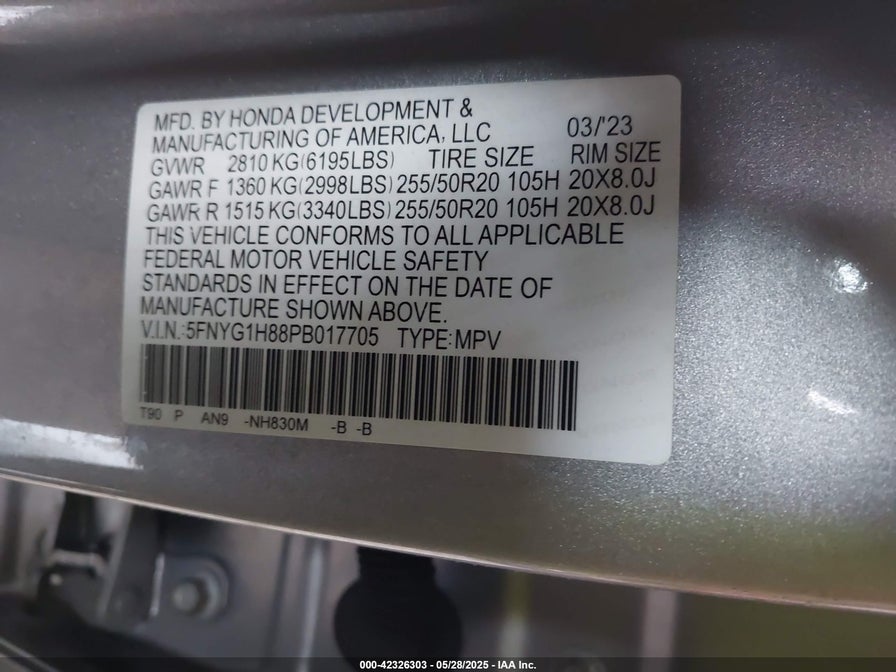 MFD. BY HONDA DEVELOPMENT &
MANUFACTURING OF AMERICA, LLC 03/'23
GVWR 2810 KG(6195LBS) TIRE SIZE RIM SIZE
GAWR F 1360 KG(2998LBS) 255/50R20 105H 20X8.0J
GAWR R 1515 KG(3340LBS) 255/50R20 105H 20X8.0J
THIS VEHICLE CONFORMS TO ALL APPLICABLE
FEDERAL MOTOR VEHICLE SAFETY
STANDARDS IN EFFECT ON THE DATE OF
MANUFACTURE SHOWN ABOVE.
V.I.N.:5FNYG1H88PB017705 TYPE:MPV
T90 P AN9 -NH830M -B -B
000-42326303 / 05/28/2025 - IAA Inc.